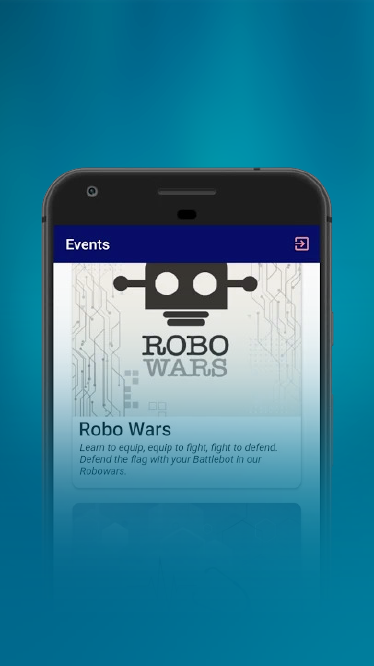 Events
ROBO
WARS
Robo Wars
Learn to equip, equip to fight, fight to defend.
Defend the flag with your Battlebot in our
Robowars.